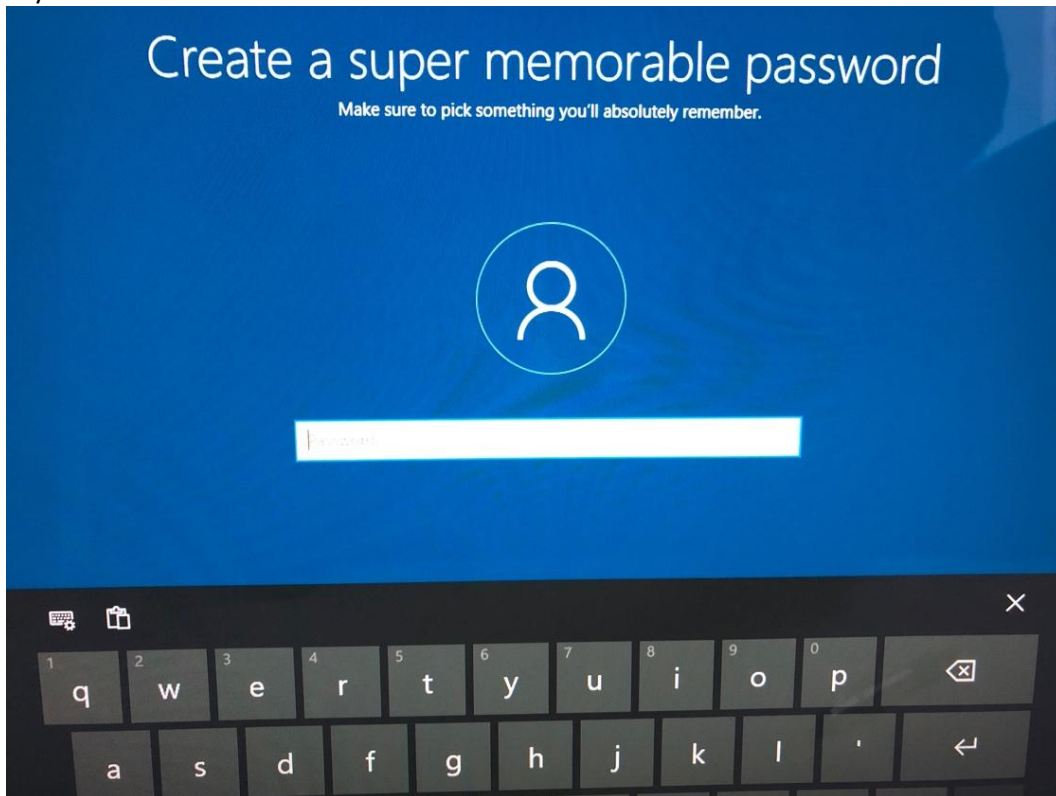 Create a super memorable password
Make sure to pick something you'll absolutely remember.
Password
1 2 3 4 5 6 7 8 9 0
q w e r t y u i o p
a s d f g h j k l '